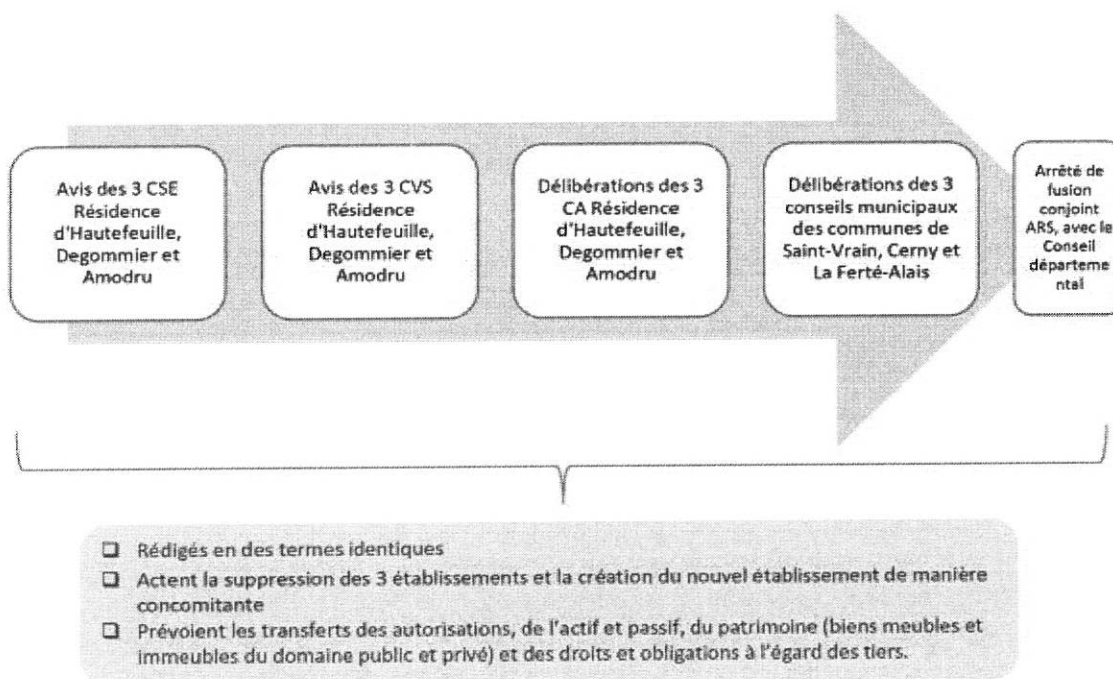 Avis des 3 CSE
Résidence
d'Hautefeuille,
Degommier et
Amodru
Avis des 3 CVS
Résidence
d'Hautefeuille,
Degommier et
Amodru
Délibérations des 3
CA Résidence
d'Hautefeuille,
Degommier et
Amodru
Délibérations des 3
conseils municipaux
des communes de
Saint-Vrain, Cerny et
La Ferté-Alais
Arrêté de
fusion
conjoint
ARS, avec le
Conseil
départeme
ntal
❑ Rédigés en des termes identiques
❑ Actent la suppression des 3 établissements et la création du nouvel établissement de manière
concomitante
❑ Prévoient les transferts des autorisations, de l'actif et passif, du patrimoine (biens meubles et
immeubles du domaine public et privé) et des droits et obligations à l'égard des tiers.